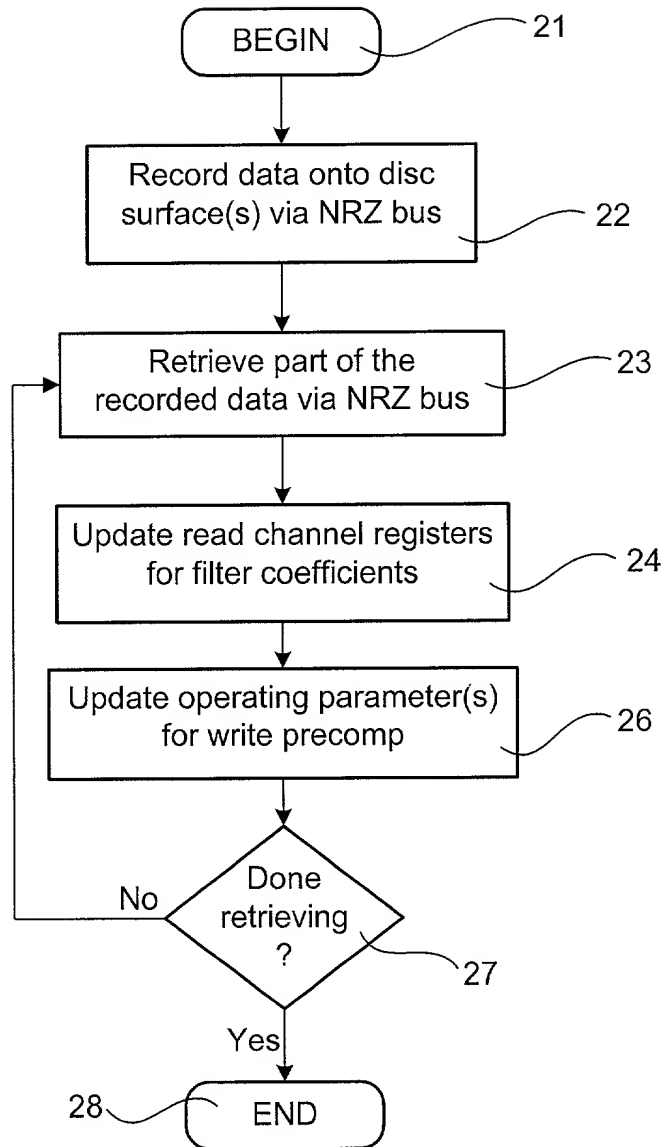 BEGIN
21
Record data onto disc
surface(s) via NRZ bus
22
Retrieve part of the
recorded data via NRZ bus
23
Update read channel registers
for filter coefficients
24
Update operating parameter(s)
for write precomp
26
No
Done
retrieving
?
27
Yes
28
END